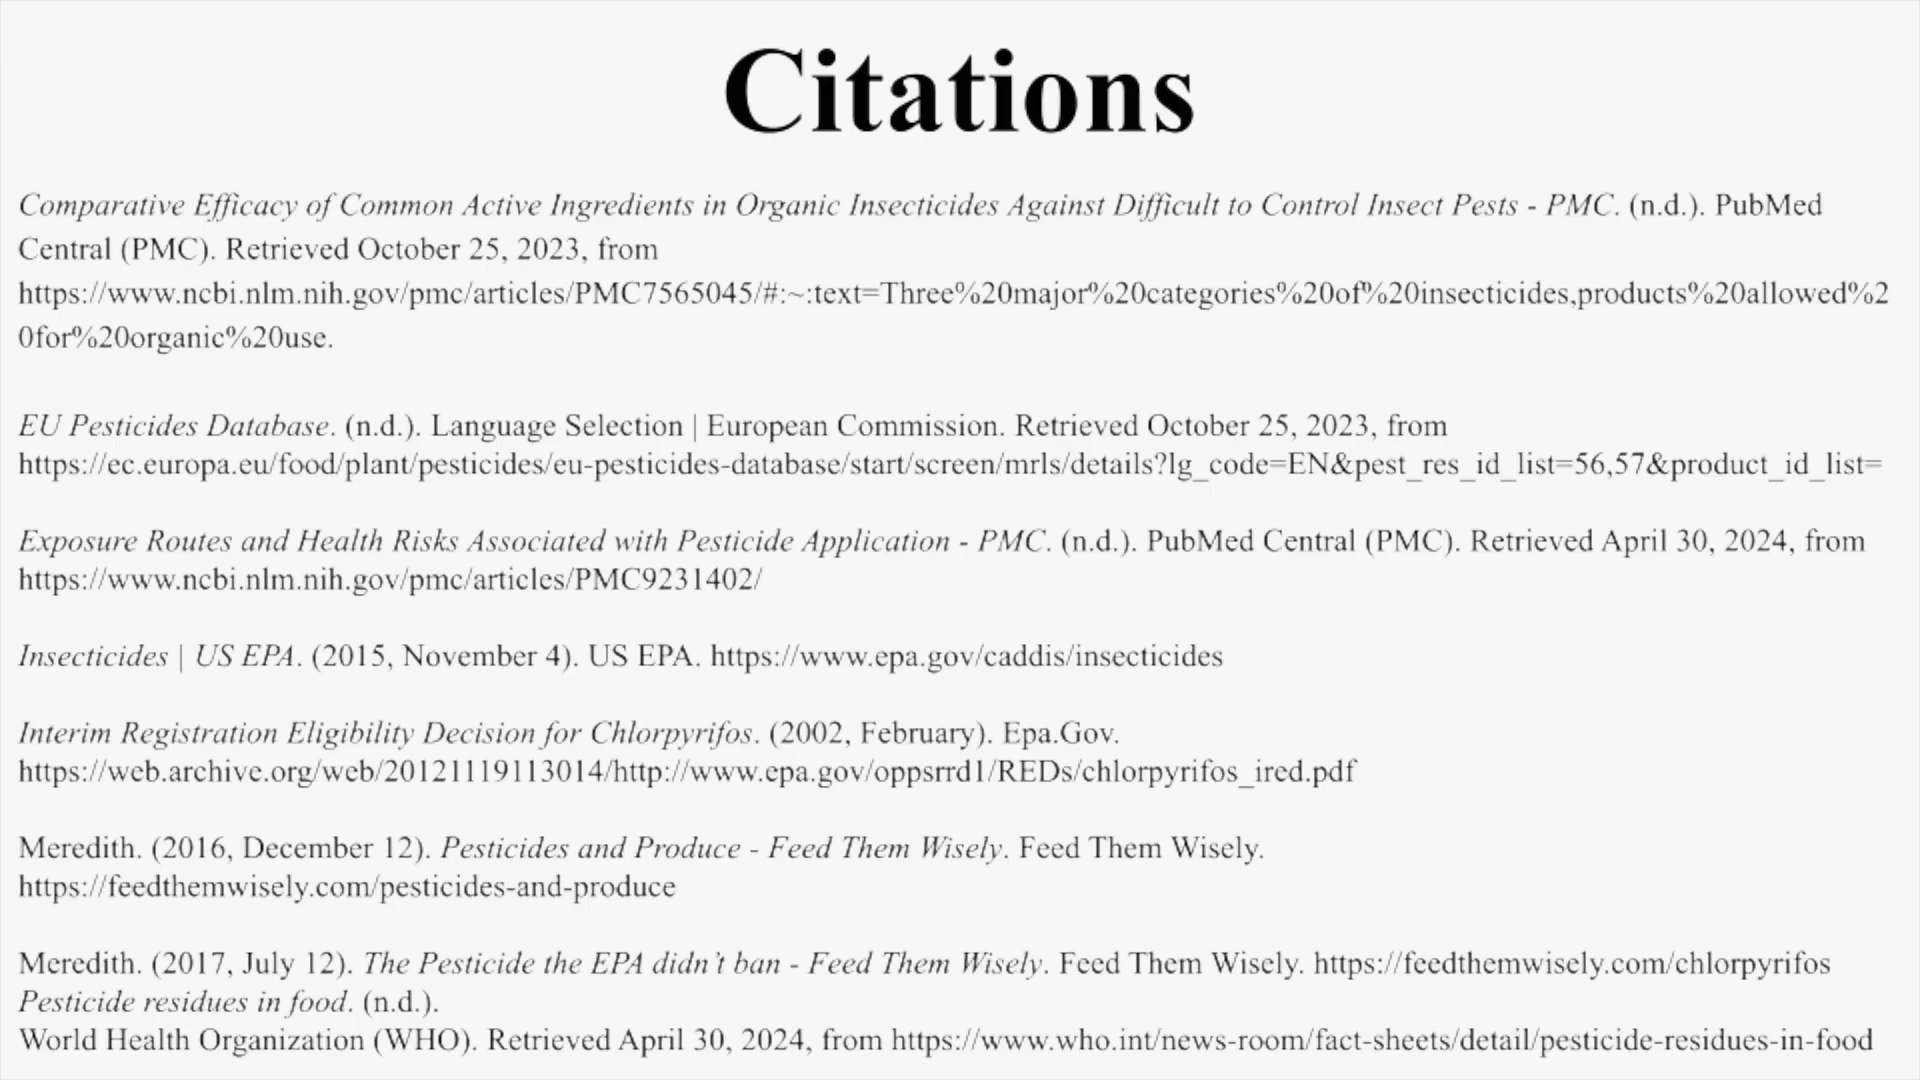 Citations
Comparative Efficacy of Common Active Ingredients in Organic Insecticides Against Difficult to Control Insect Pests - PMC. (n.d.). PubMed
Central (PMC). Retrieved October 25, 2023, from
https://www.ncbi.nlm.nih.gov/pmc/articles/PMC7565045/#:~:text=Three%20major%20categories%20of%20insecticides,products%20allowed%2
0for%20organic%20use.
EU Pesticides Database. (n.d.). Language Selection | European Commission. Retrieved October 25, 2023, from
https://ec.europa.eu/food/plant/pesticides/eu-pesticides-database/start/screen/mrls/details?lg_code=EN&pest_res_id_list=56,57&product_id_list=
Exposure Routes and Health Risks Associated with Pesticide Application - PMC. (n.d.). PubMed Central (PMC). Retrieved April 30, 2024, from
https://www.ncbi.nlm.nih.gov/pmc/articles/PMC9231402/
Insecticides | US EPA. (2015, November 4). US EPA. https://www.epa.gov/caddis/insecticides
Interim Registration Eligibility Decision for Chlorpyrifos. (2002, February). Epa.Gov.
https://web.archive.org/web/20121119113014/http://www.epa.gov/oppsrrd1/REDs/chlorpyrifos_ired.pdf
Meredith. (2016, December 12). Pesticides and Produce - Feed Them Wisely. Feed Them Wisely.
https://feedthemwisely.com/pesticides-and-produce
Meredith. (2017, July 12). The Pesticide the EPA didn't ban - Feed Them Wisely. Feed Them Wisely. https://feedthemwisely.com/chlorpyrifos
Pesticide residues in food. (n.d.).
World Health Organization (WHO). Retrieved April 30, 2024, from https://www.who.int/news-room/fact-sheets/detail/pesticide-residues-in-food